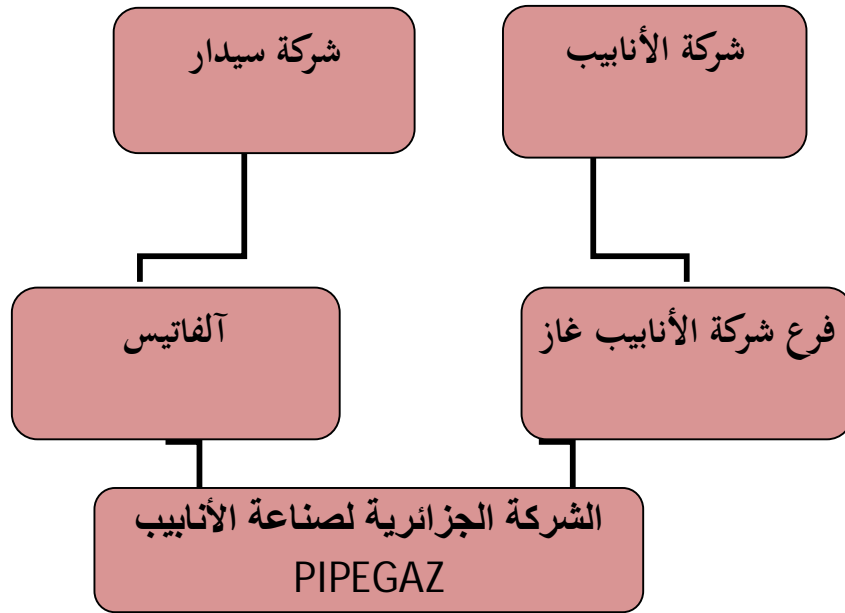 شركة الأنابيب
شركة سيدار
فرع شركة الأنابيب غاز
آلفاتيس
الشركة الجزائرية لصناعة الأنابيب
PIPEGAZ